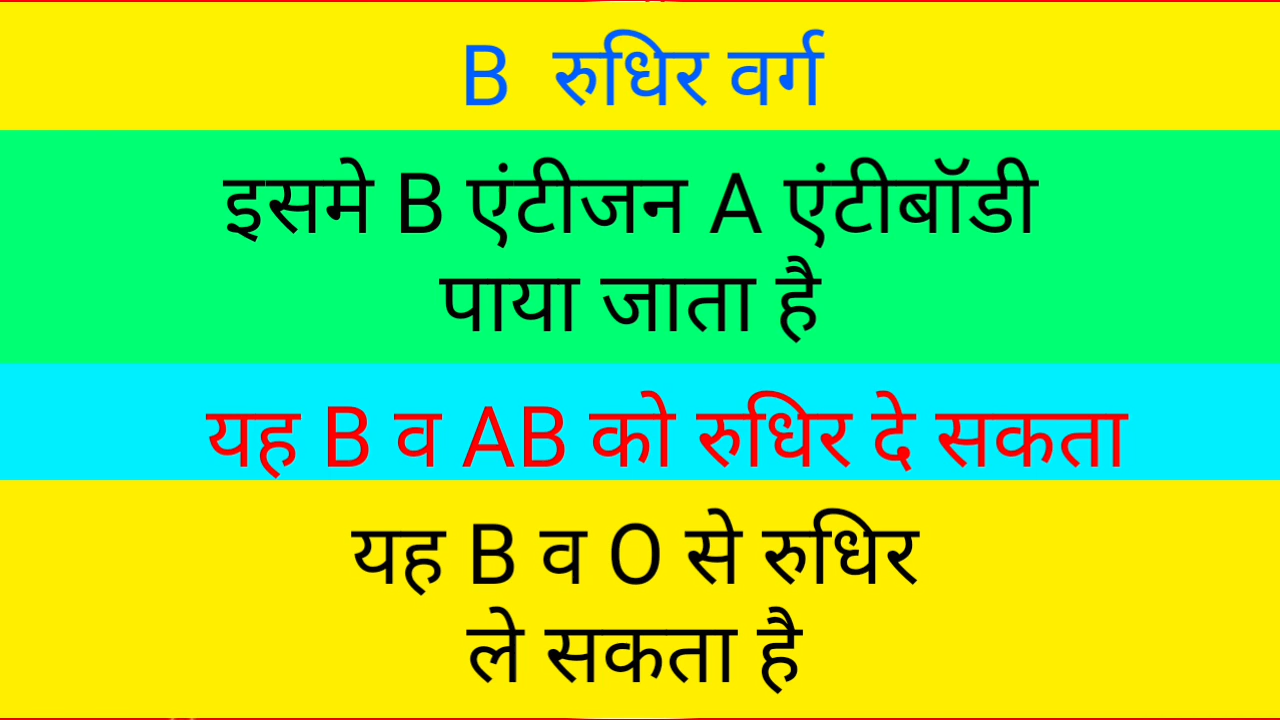 B रुधिर वर्ग
इसमे B एंटीजन A एंटीबॉडी
पाया जाता है
यह B व AB को रुधिर दे सकता
यह B व O से रुधिर
ले सकता है